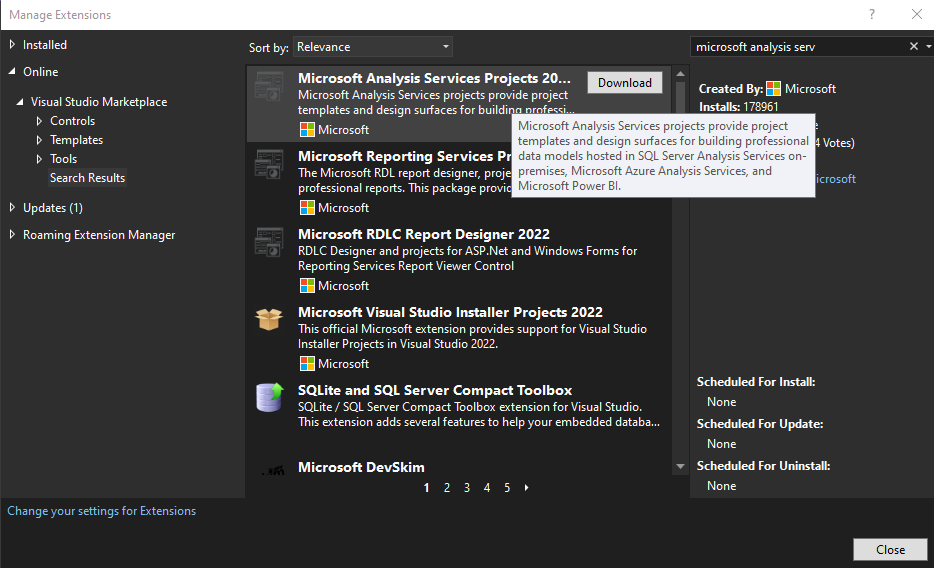 Manage Extensions
?
Installed
Online
Visual Studio Marketplace
Controls
Templates
Tools
Search Results
Updates (1)
Roaming Extension Manager
Sort by: Relevance
Microsoft Analysis Services Projects 20...
Download
Microsoft Analysis Services projects provide project
templates and design surfaces for building professi...
Microsoft
Microsoft Reporting Services Pr
The Microsoft RDL report designer, proje
professional reports. This package provid
Microsoft
Microsoft RDLC Report Designer 2022
RDLC Designer and projects for ASP.Net and Windows Forms for
Reporting Services Report Viewer Control
Microsoft
Microsoft Visual Studio Installer Projects 2022
This official Microsoft extension provides support for Visual Studio
Installer Projects in Visual Studio 2022.
Microsoft
SQLite and SQL Server Compact Toolbox
SQLite / SQL Server Compact Toolbox extension for Visual Studio.
This extension adds several features to help your embedded databa...
Microsoft DevSkim
1 2 3 4 5
microsoft analysis serv
Created By: Microsoft
Installs: 178961
4 Votes)
icrosoft
Microsoft Analysis Services projects provide project
templates and design surfaces for building professional
data models hosted in SQL Server Analysis Services on-
premises, Microsoft Azure Analysis Services, and
Microsoft Power BI.
Scheduled For Install:
None
Scheduled For Update:
None
Scheduled For Uninstall:
None
Change your settings for Extensions
Close